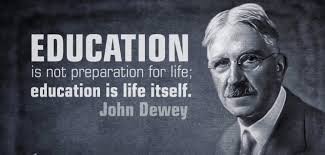 EDUCATION
is not preparation for life;
education is life itself.
John Dewey